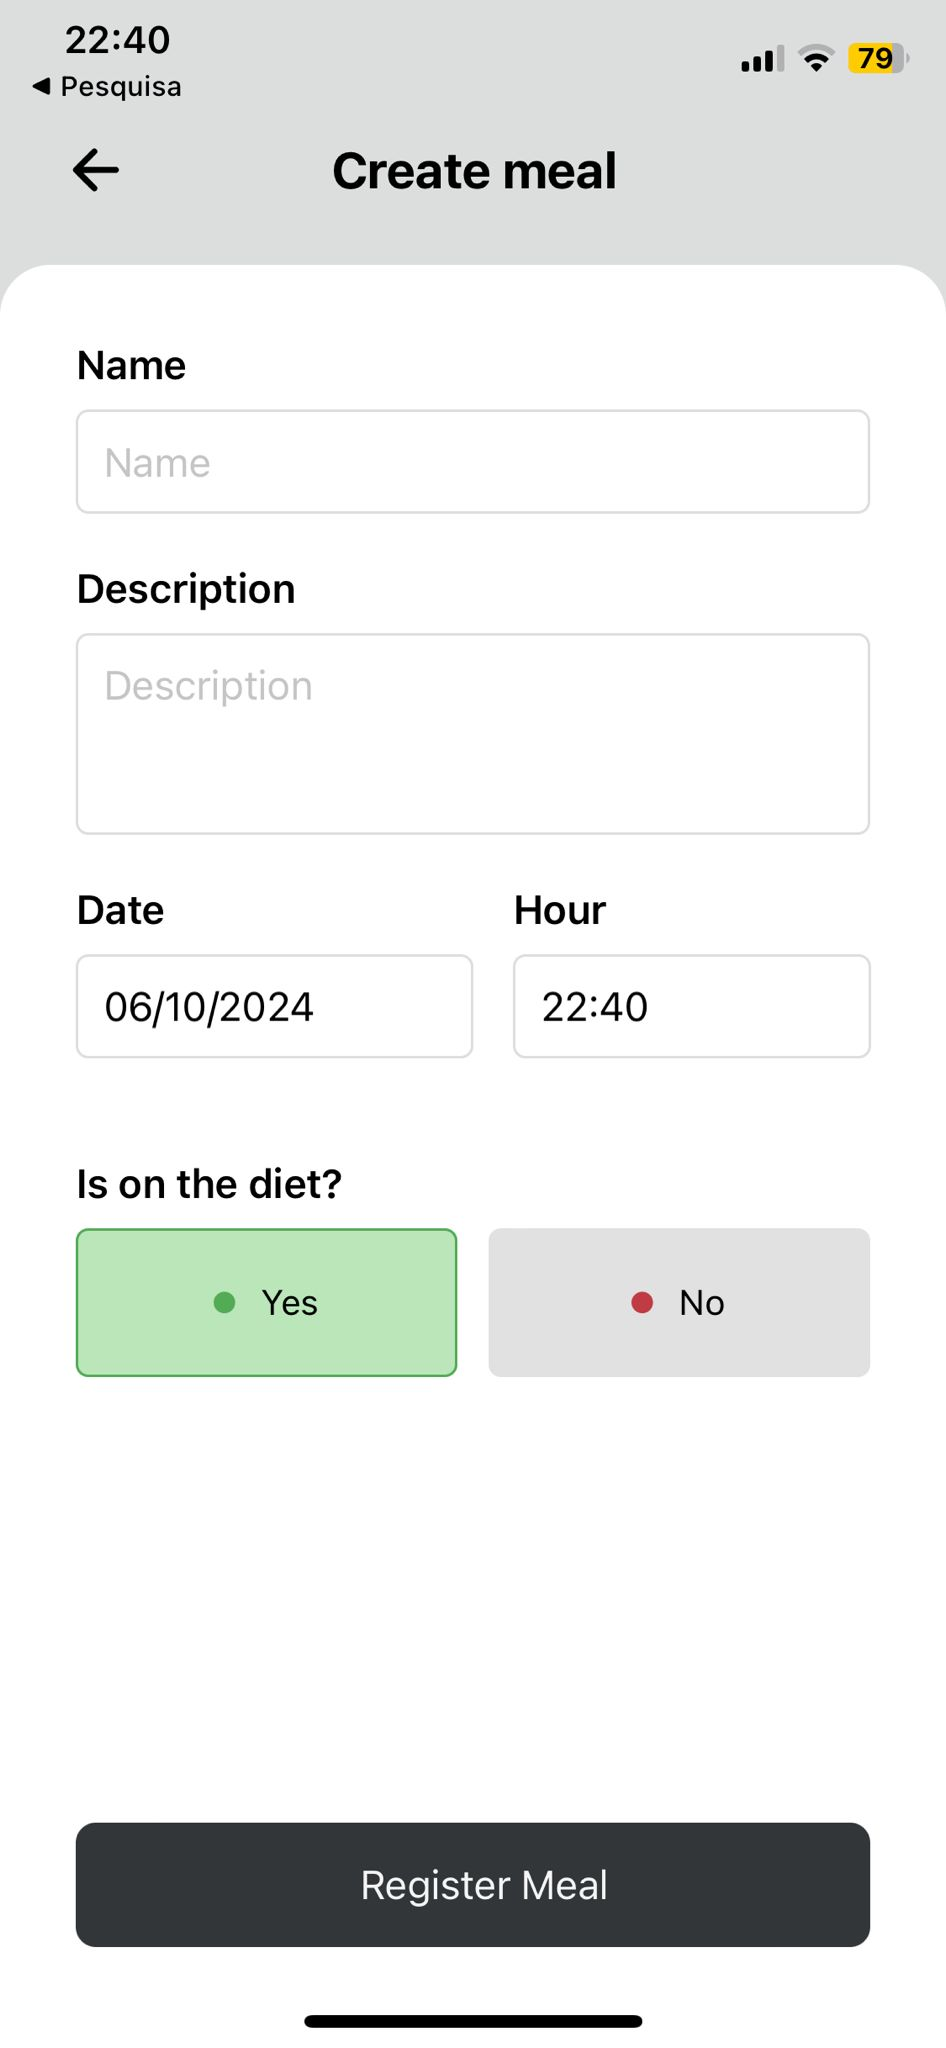 22:40
79
◀ Pesquisa
Create meal
Name
Name
Description
Description
Date Hour
06/10/2024 22:40
Is on the diet?
Yes No
Register Meal